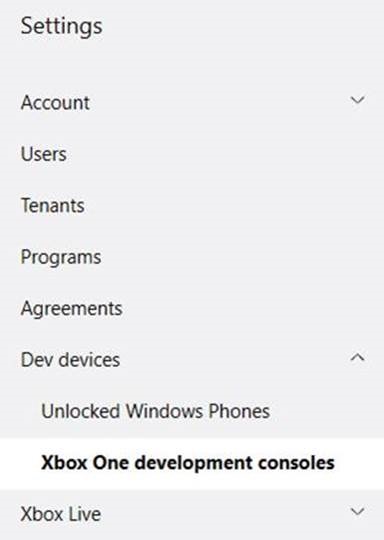 Settings
Account
Users
Tenants
Programs
Agreements
Dev devices
Unlocked Windows Phones
Xbox One development consoles
Xbox Live